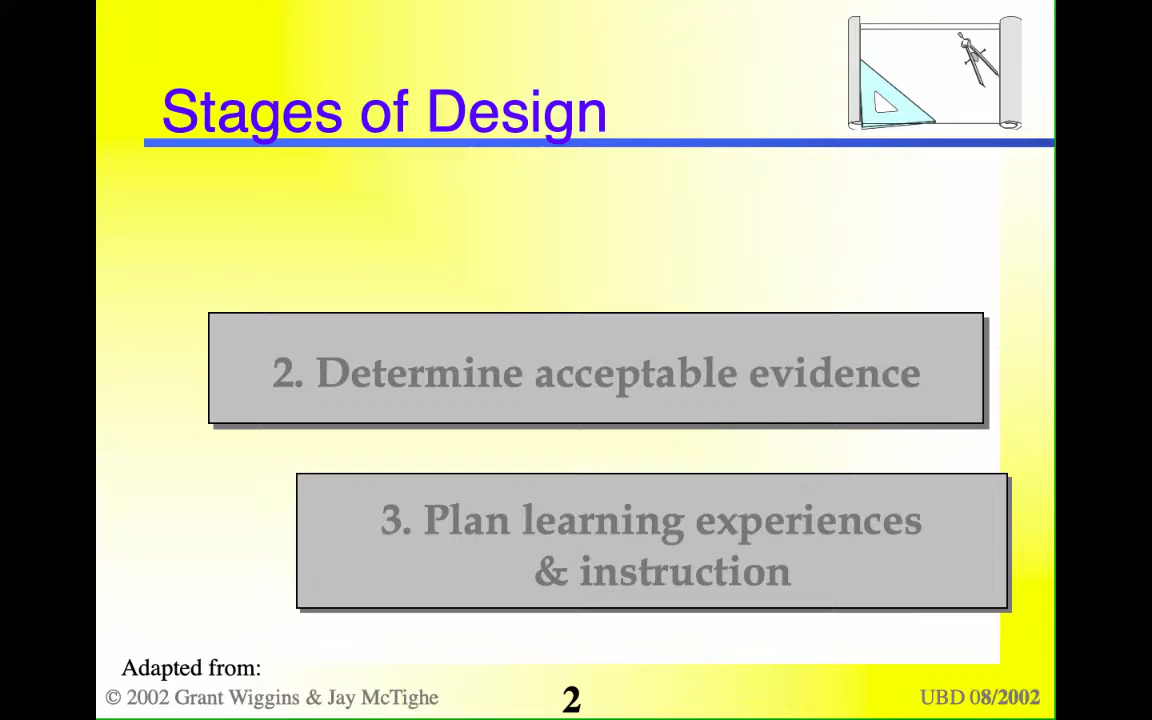 Stages of Design
2. Determine acceptable evidence
3. Plan learning experiences
& instruction
Adapted from:
© 2002 Grant Wiggins & Jay McTighe
2
UBD 08/2002